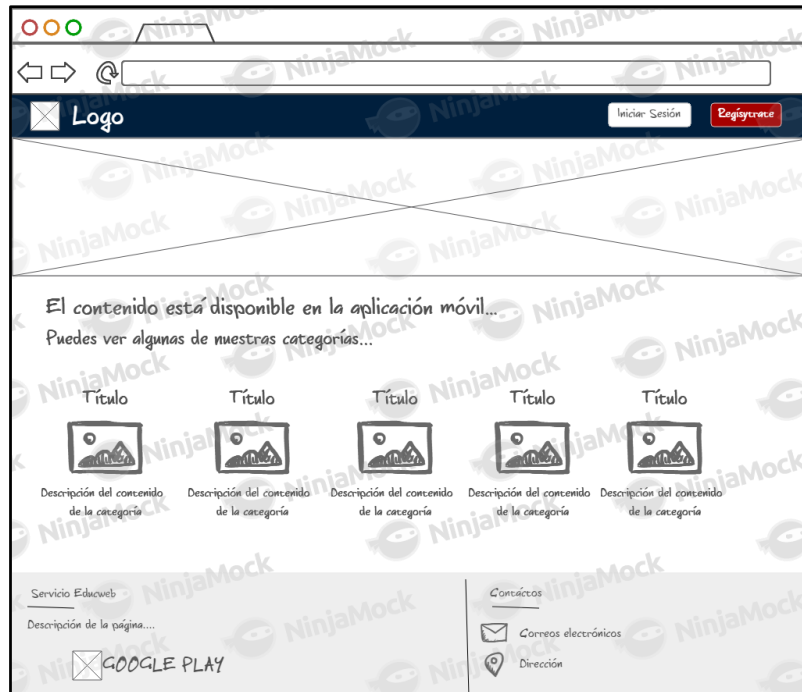 Logo
Iniciar Sesión
Regísytrate
El contenido está disponible en la aplicación móvil...
Puedes ver algunas de nuestras categorías...
Título Título Título Título Título
Descripción del contenido Descripción del contenido Descripción del contenido Descripción del contenido Descripción del contenido
de la categoría de la categoría de la categoría de la categoría de la categoría
Servicio Educweb
Descripción de la página....
GOOGLE PLAY
Contáctos
Correos electrónicos
Dirección
NinjaMock